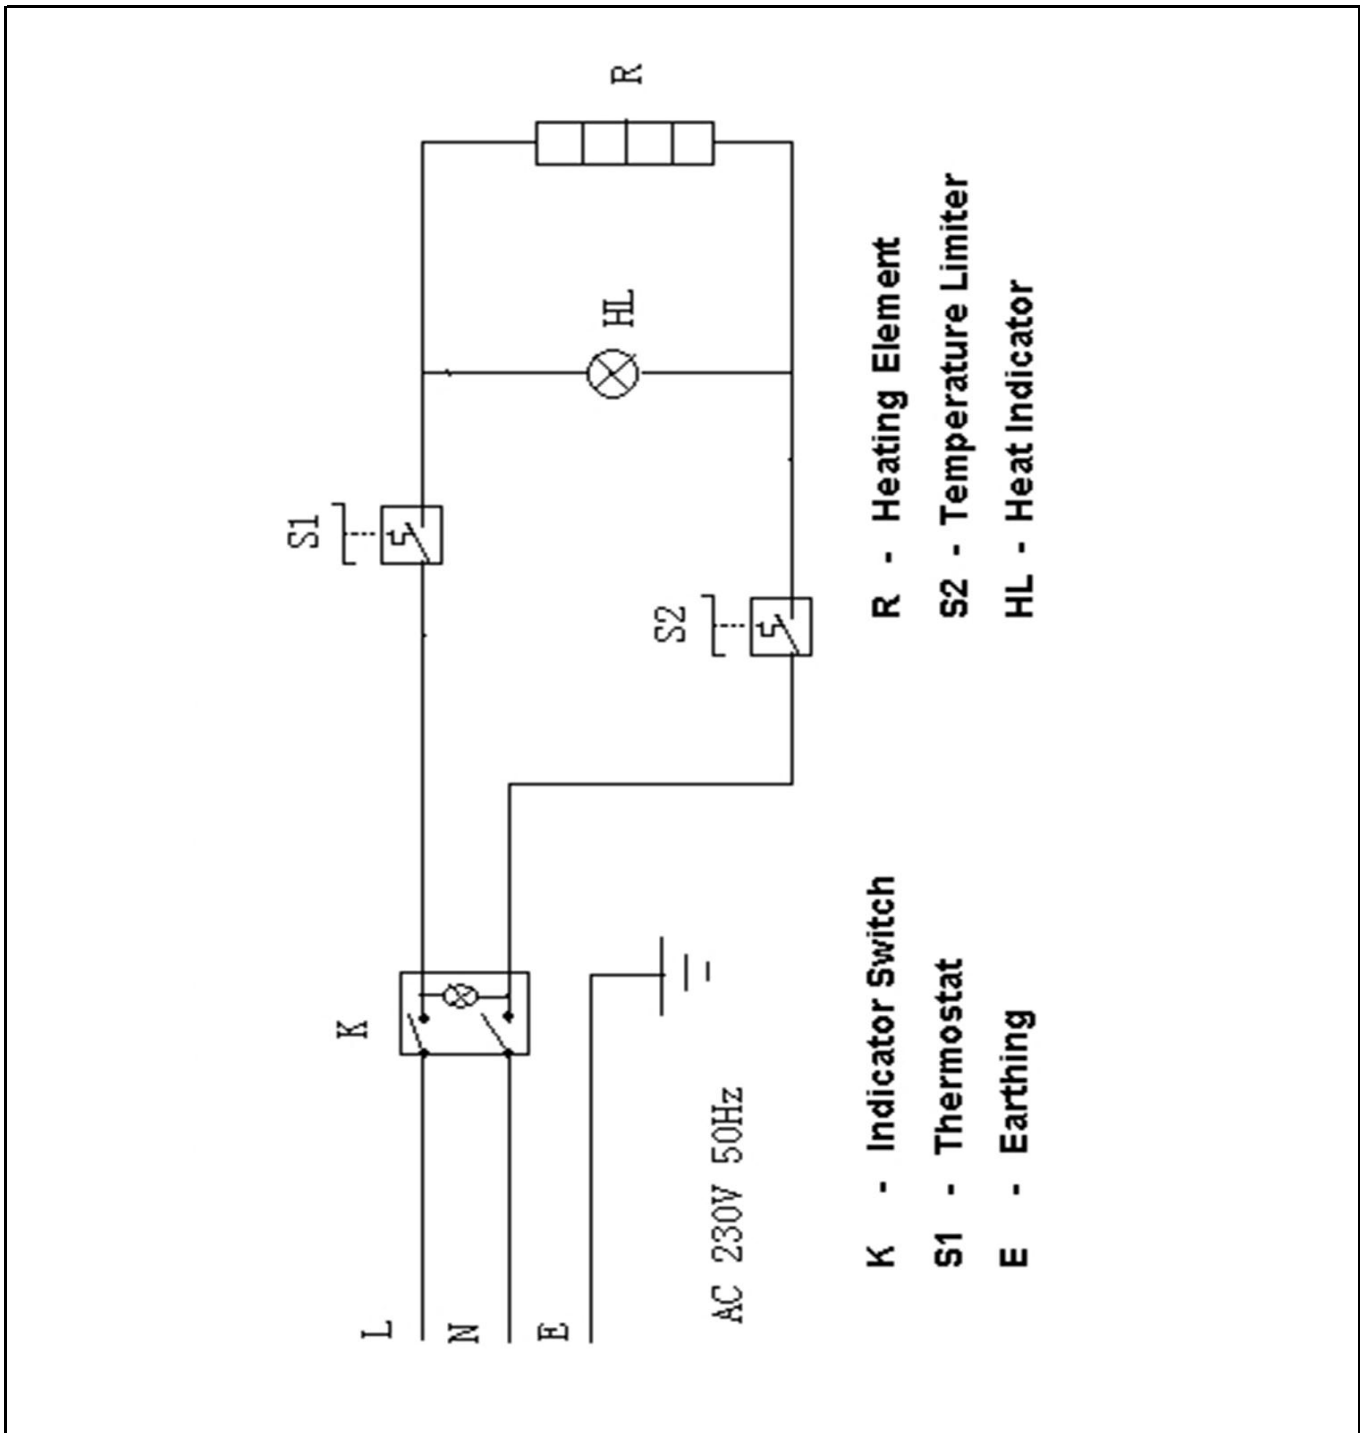 R
HL
S1
S2
K
L
N
E
AC 230V 50Hz
K - Indicator Switch
S1 - Thermostat
E - Earthing
R - Heating Element
S2 - Temperature Limiter
HL - Heat Indicator